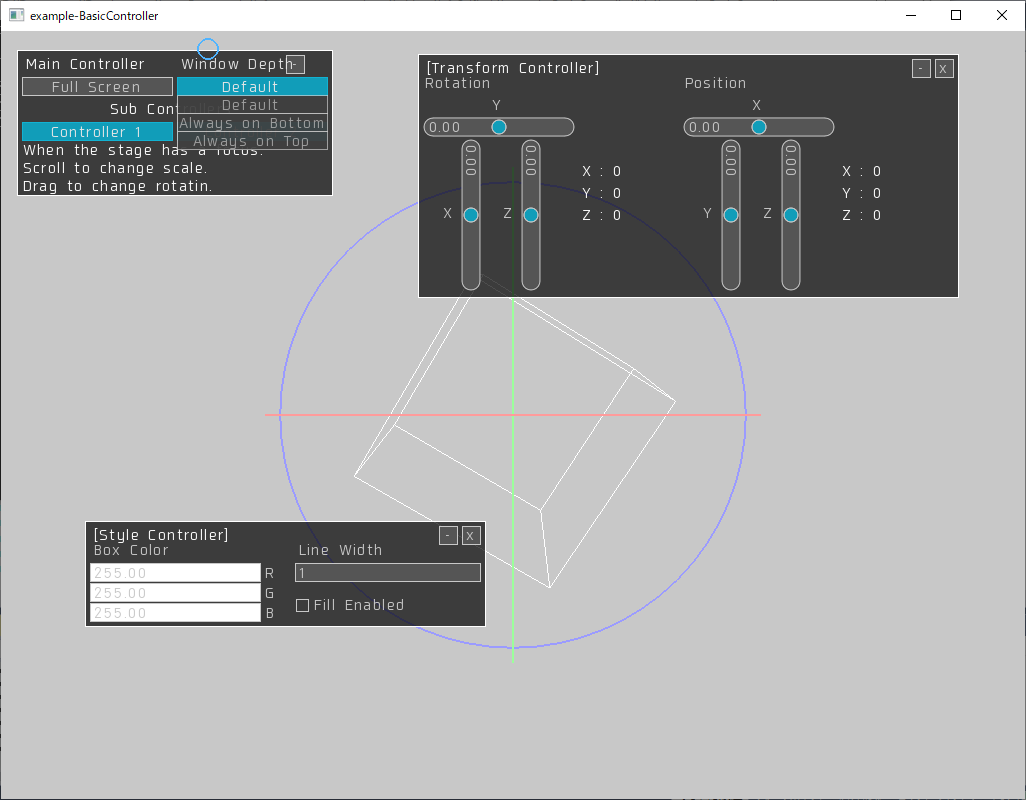 example-BasicController
Main Controller
Window Depth
-
Full Screen
Default
Sub Cont
Default
Controller 1
Always on Bottom
Always on Top
When the stage has a focus.
Scroll to change scale.
Drag to change rotatin.
[Transform Controller]
- x
Rotation
Position
Y
X
0.00
0.00
0.00
0.00
0.00
0.00
X
Z
X : 0
Y : 0
Z : 0
Y
Z
X : 0
Y : 0
Z : 0
[Style Controller]
- x
Box Color
Line Width
255.00 R
1
255.00 G
255.00 B
Fill Enabled